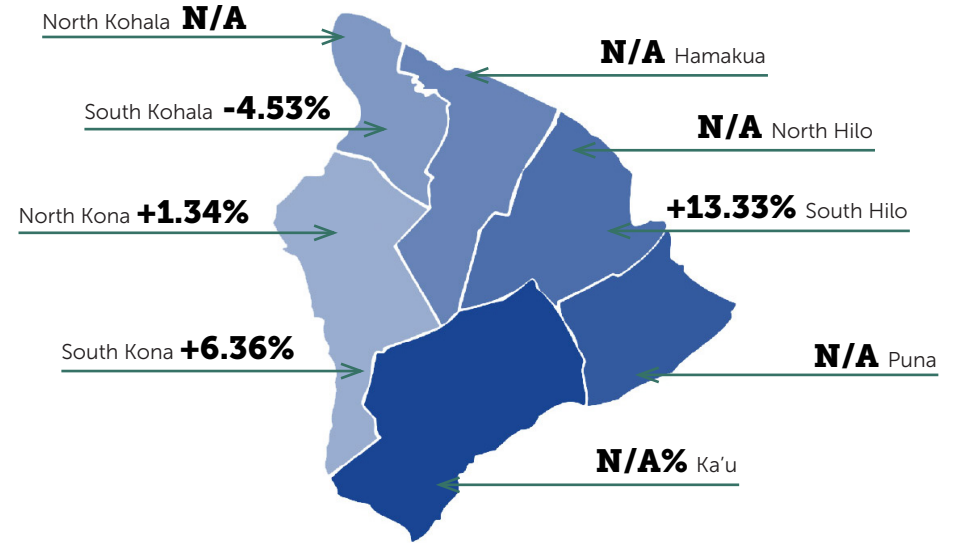 North Kohala N/A
N/A Hamakua
South Kohala -4.53%
N/A North Hilo
North Kona +1.34%
+13.33% South Hilo
South Kona +6.36%
N/A Puna
N/A% Ka’u